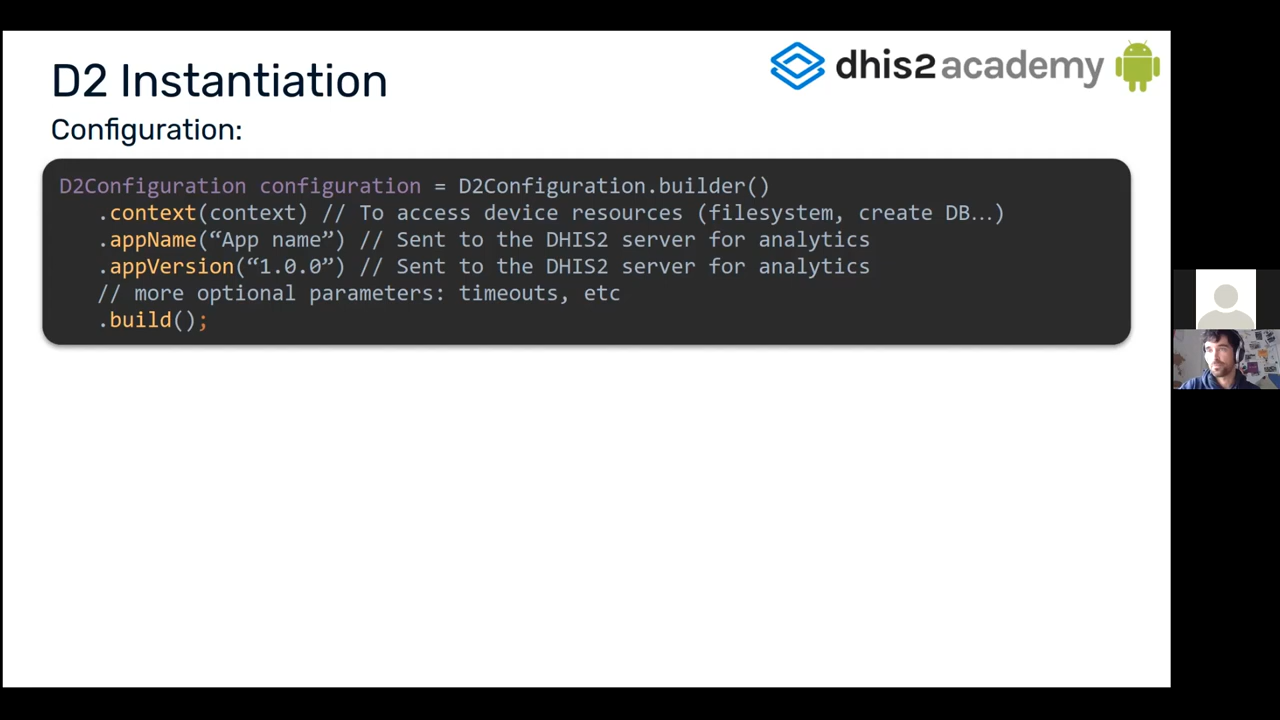 D2 Instantiation
dhis2 academy
Configuration:
D2Configuration configuration = D2Configuration.builder()
.context(context) // To access device resources (filesystem, create DB…)
.appName(“App name”) // Sent to the DHIS2 server for analytics
.appVersion(“1.0.0”) // Sent to the DHIS2 server for analytics
// more optional parameters: timeouts, etc
.build();